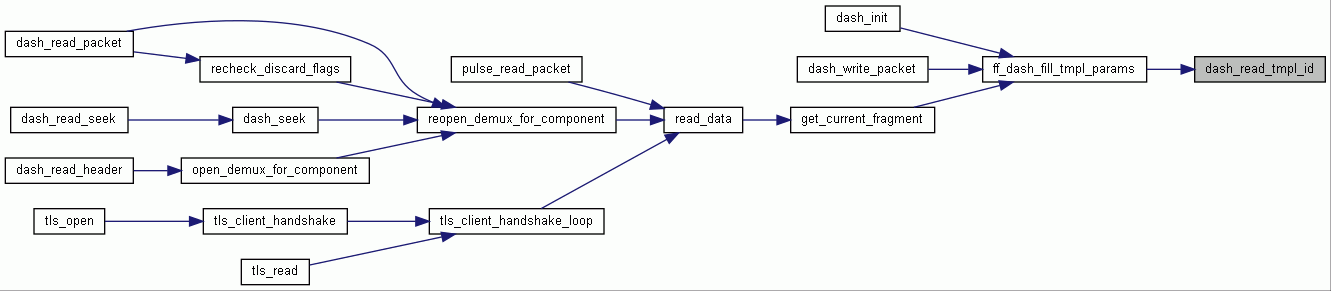 dash_init
dash_read_packet
recheck_discard_flags
pulse_read_packet
dash_write_packet
ff_dash_fill_tmpl_params
dash_read_tmpl_id
dash_read_seek
dash_seek
reopen_demux_for_component
read_data
get_current_fragment
dash_read_header
open_demux_for_component
tls_open
tls_client_handshake
tls_client_handshake_loop
tls_read